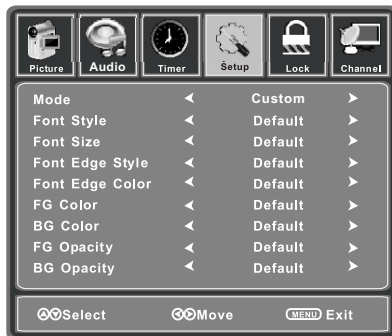 Picture Audio Timer Setup Lock Channel
Mode Custom
Font Style Default
Font Size Default
Font Edge Style Default
Font Edge Color Default
FG Color Default
BG Color Default
FG Opacity Default
BG Opacity Default
Select Move MENU Exit